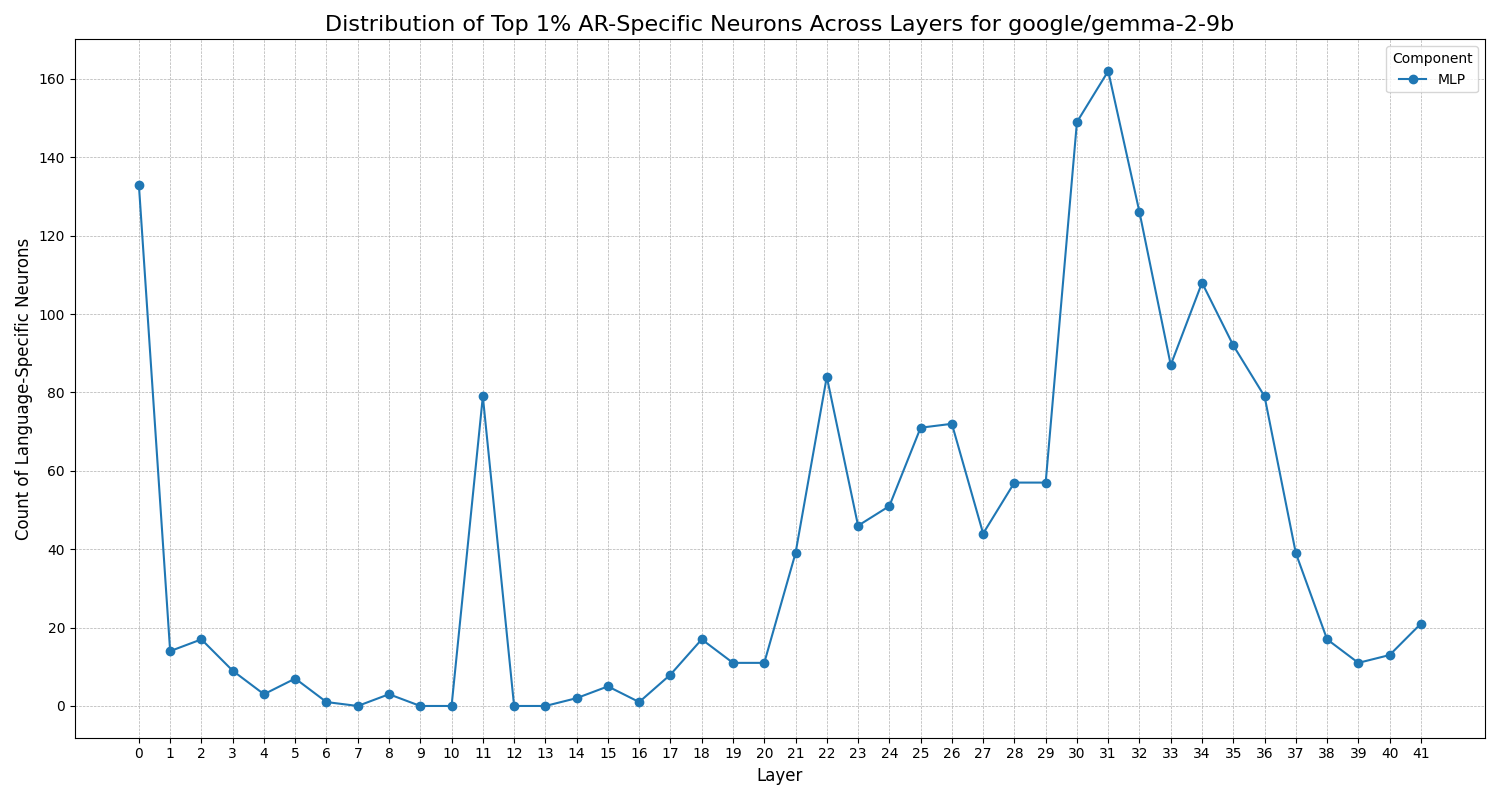 Distribution of Top 1% AR-Specific Neurons Across Layers for google/gemma-2-9b
Component
MLP
Count of Language-Specific Neurons
160
140
120
100
80
60
40
20
0
0 1 2 3 4 5 6 7 8 9 10 11 12 13 14 15 16 17 18 19 20 21 22 23 24 25 26 27 28 29 30 31 32 33 34 35 36 37 38 39 40 41
Layer